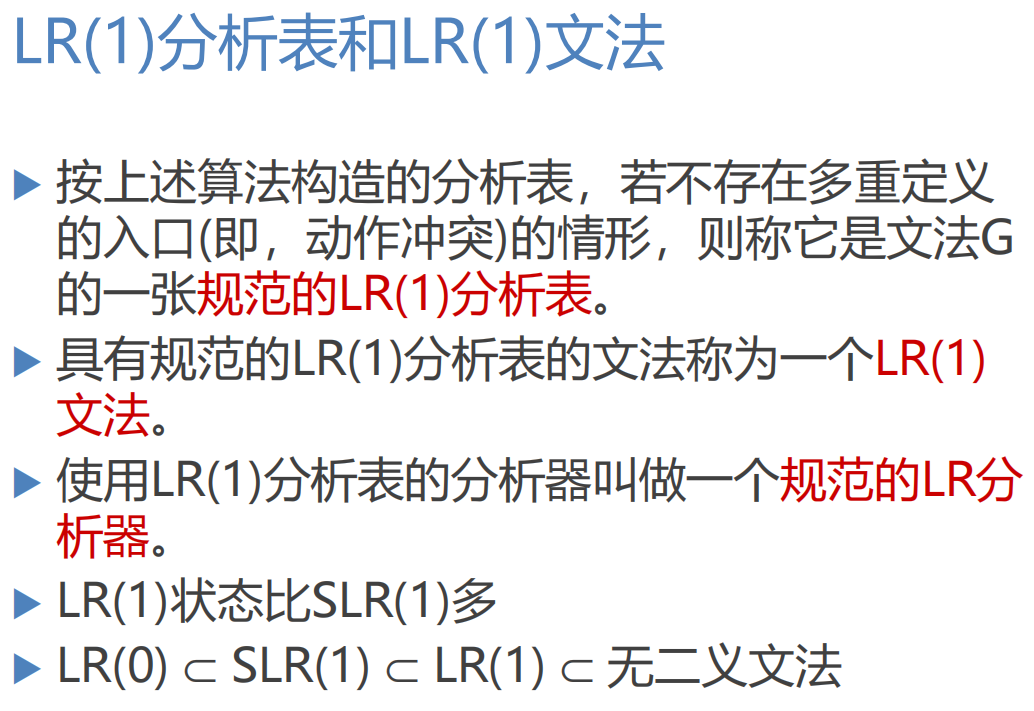 LR(1)分析表和LR(1)文法
按上述算法构造的分析表，若不存在多重定义
的入口(即，动作冲突)的情形，则称它是文法G
的一张规范的LR(1)分析表。
具有规范的LR(1)分析表的文法称为一个LR(1)
文法。
使用LR(1)分析表的分析器叫做一个规范的LR分
析器。
LR(1)状态比SLR(1)多
LR(0) ⊂ SLR(1) ⊂ LR(1) ⊂ 无二义文法